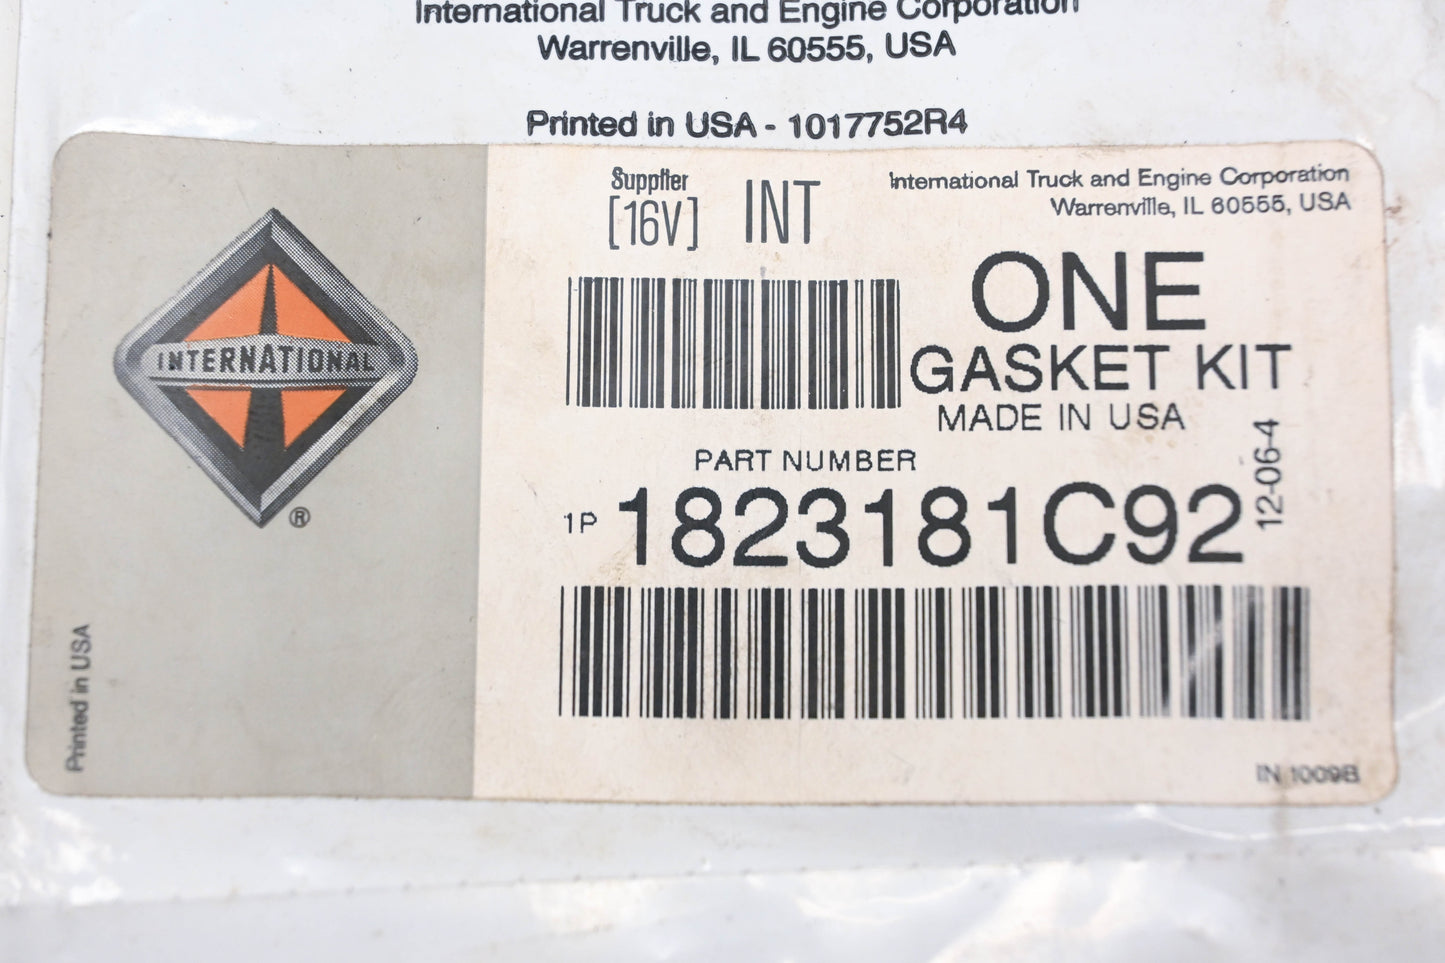 International Truck and Engine Corporation
Warrenville, IL 60555, USA
Printed in USA - 1017752R4
Supplier
[16V] INT
International Truck and Engine Corporation
Warrenville, IL 60555, USA
ONE
GASKET KIT
MADE IN USA
INTERNATIONAL
®
PART NUMBER
1P 1823181C92
12-06-4
Printed in USA
IN 1009B